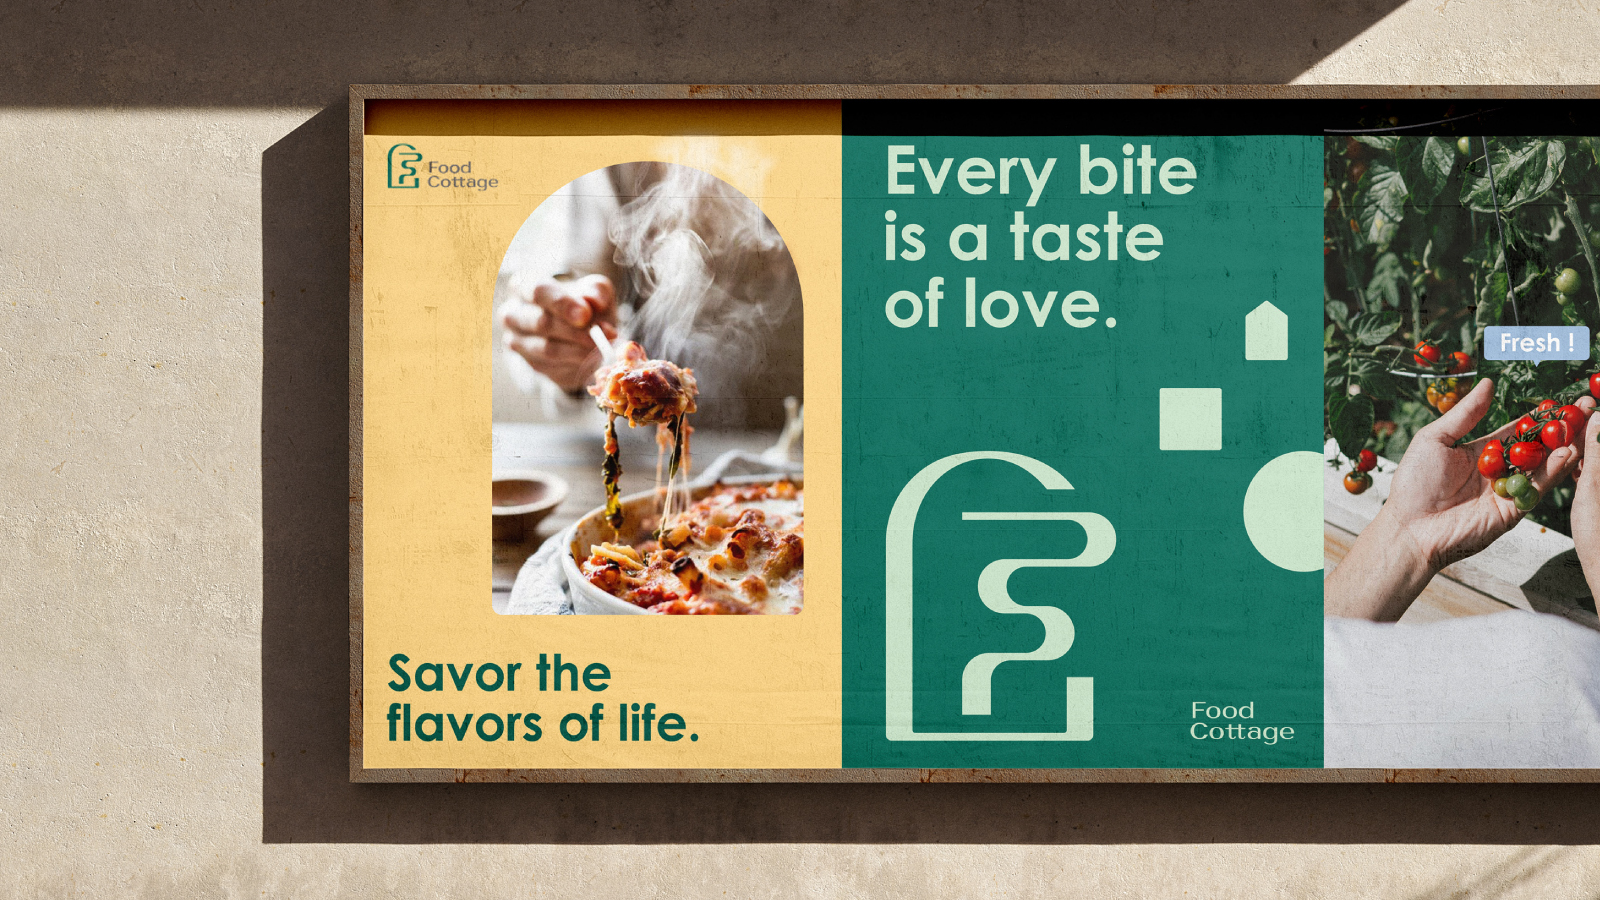 Food
Cottage
Savor the
flavors of life.
Every bite
is a taste
of love.
Food
Cottage
Fresh !